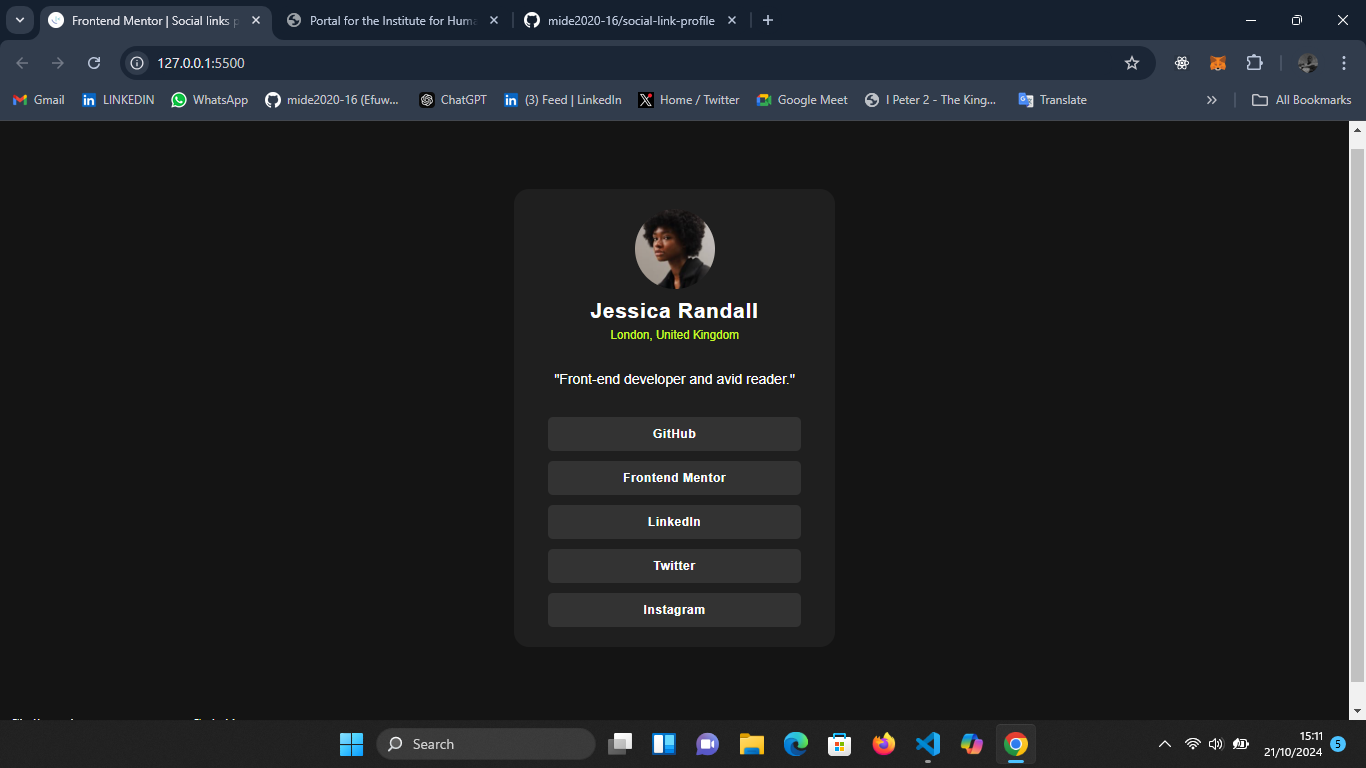 Frontend Mentor | Social links p
Portal for the Institute for Huma
mide2020-16/social-link-profile
127.0.0.1:5500
Gmail
LINKEDIN
WhatsApp
mide2020-16 (Efuw...
ChatGPT
(3) Feed | LinkedIn
Home / Twitter
Google Meet
I Peter 2 - The King...
Translate
All Bookmarks
Jessica Randall
London, United Kingdom
"Front-end developer and avid reader."
GitHub
Frontend Mentor
LinkedIn
Twitter
Instagram
Search
15:11
21/10/2024
5